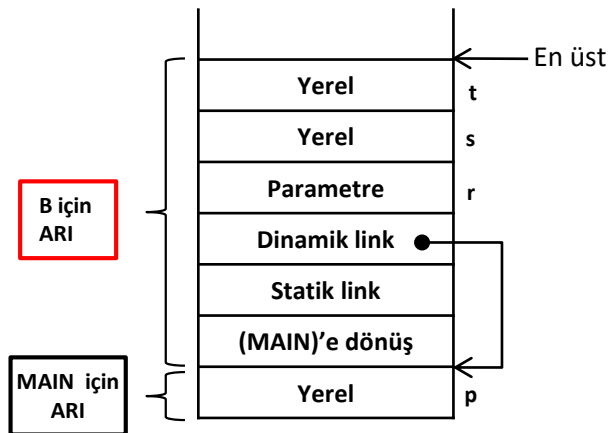 En üst
Yerel t
Yerel s
Parametre r
B için
ARI
Dinamik link
Statik link
(MAIN)’e dönüş
MAIN için
ARI
Yerel p